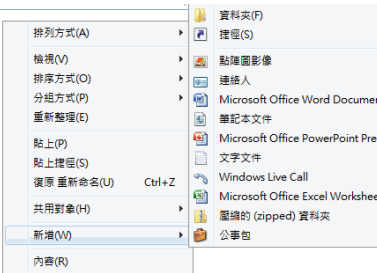 排列方式(A)
檢視(V)
排序方式(O)
分組方式(P)
重新整理(E)
貼上(P)
貼上捷徑(S)
復原 重新命名(U) Ctrl+Z
共用對象(H)
新增(W)
內容(R)
資料夾(F)
捷徑(S)
點陣圖影像
連絡人
Microsoft Office Word Documen
筆記本文件
Microsoft Office PowerPoint Pre
文字文件
Windows Live Call
Microsoft Office Excel Workshee
壓縮的 (zipped) 資料夾
公事包